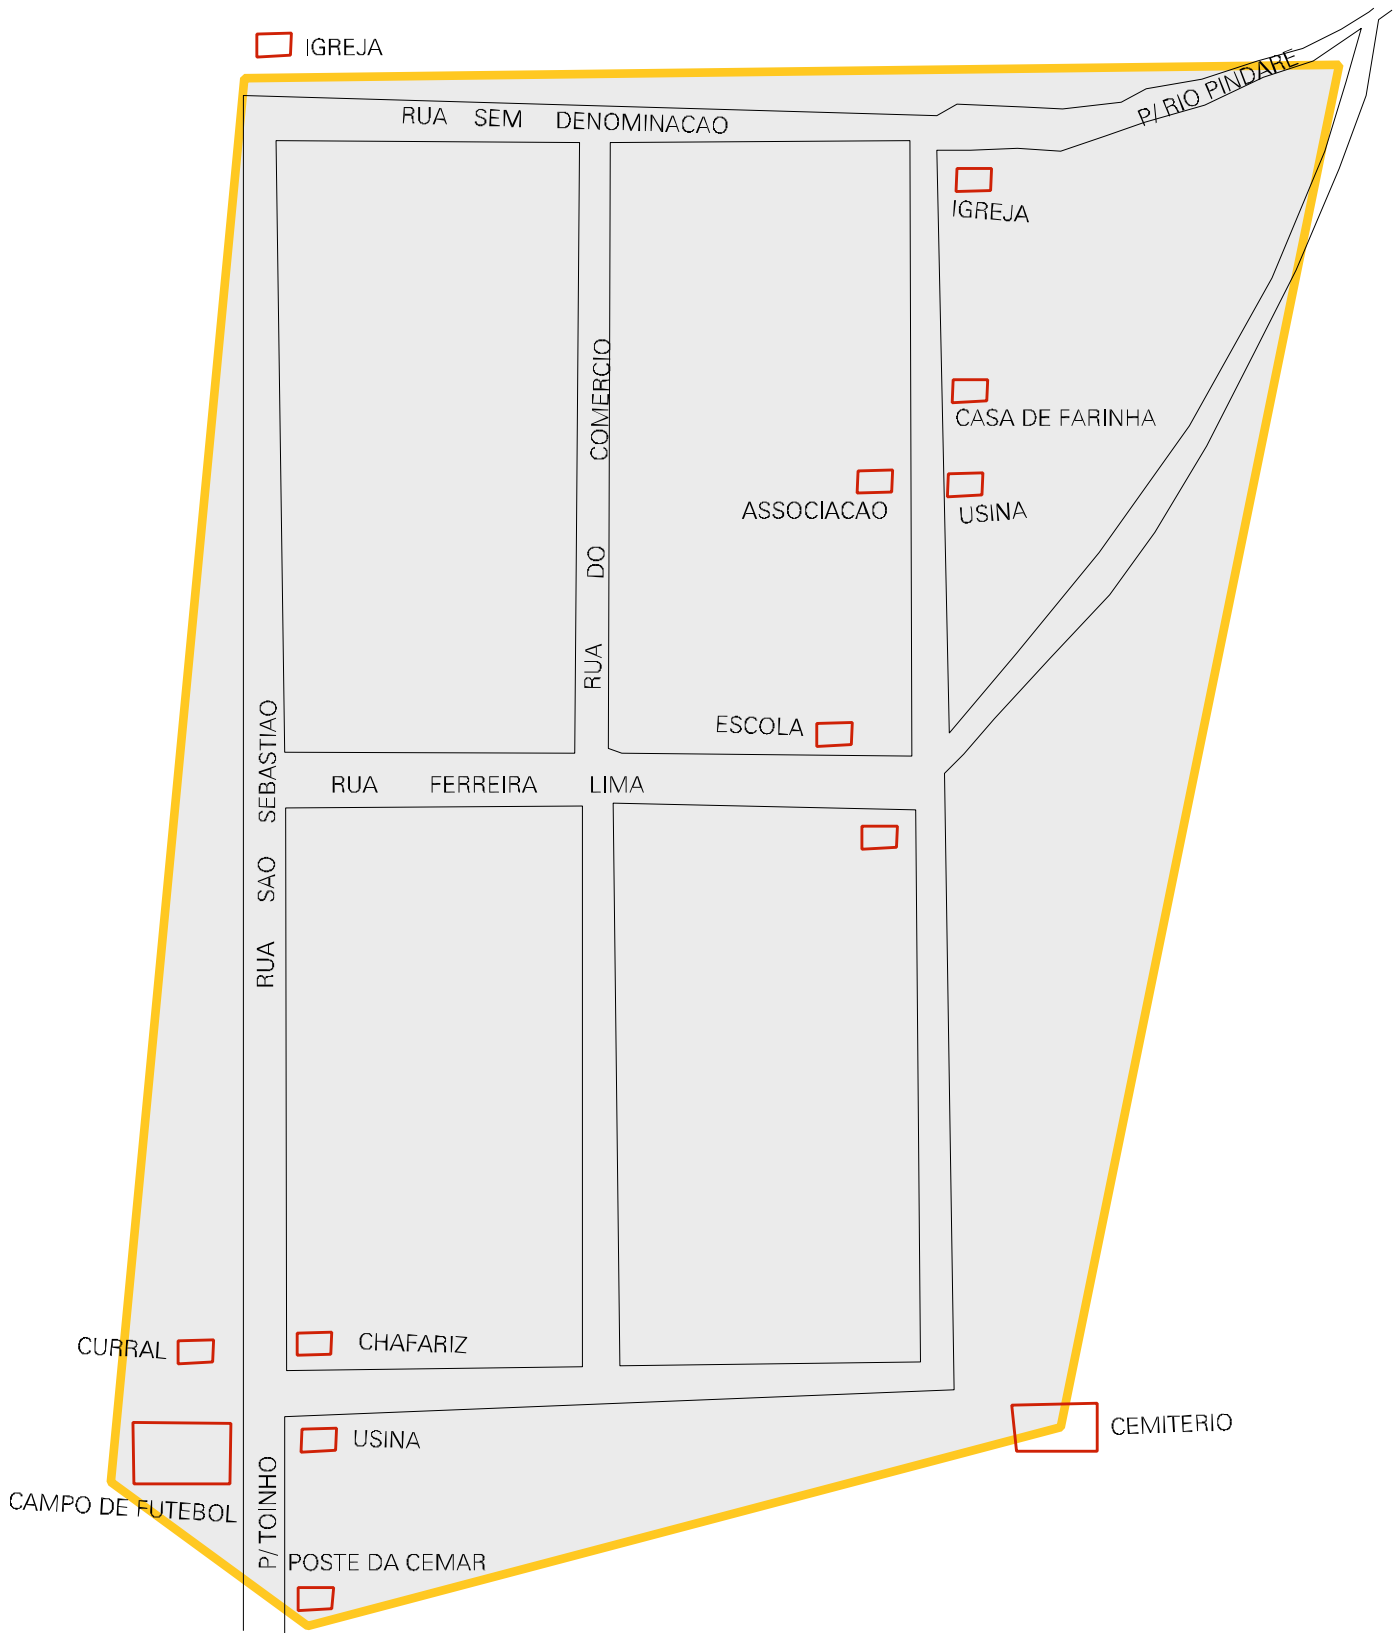 IGREJA
RUA SEM DENOMINACAO
P/ RIO PINDARE
IGREJA
RUA DO COMERCIO
CASA DE FARINHA
ASSOCIACAO
USINA
ESCOLA
RUA SAO SEBASTIAO
RUA FERREIRA LIMA
CURRAL
CHAFARIZ
CEMITERIO
USINA
CAMPO DE FUTEBOL
P/ TOINHO
POSTE DA CEMAR